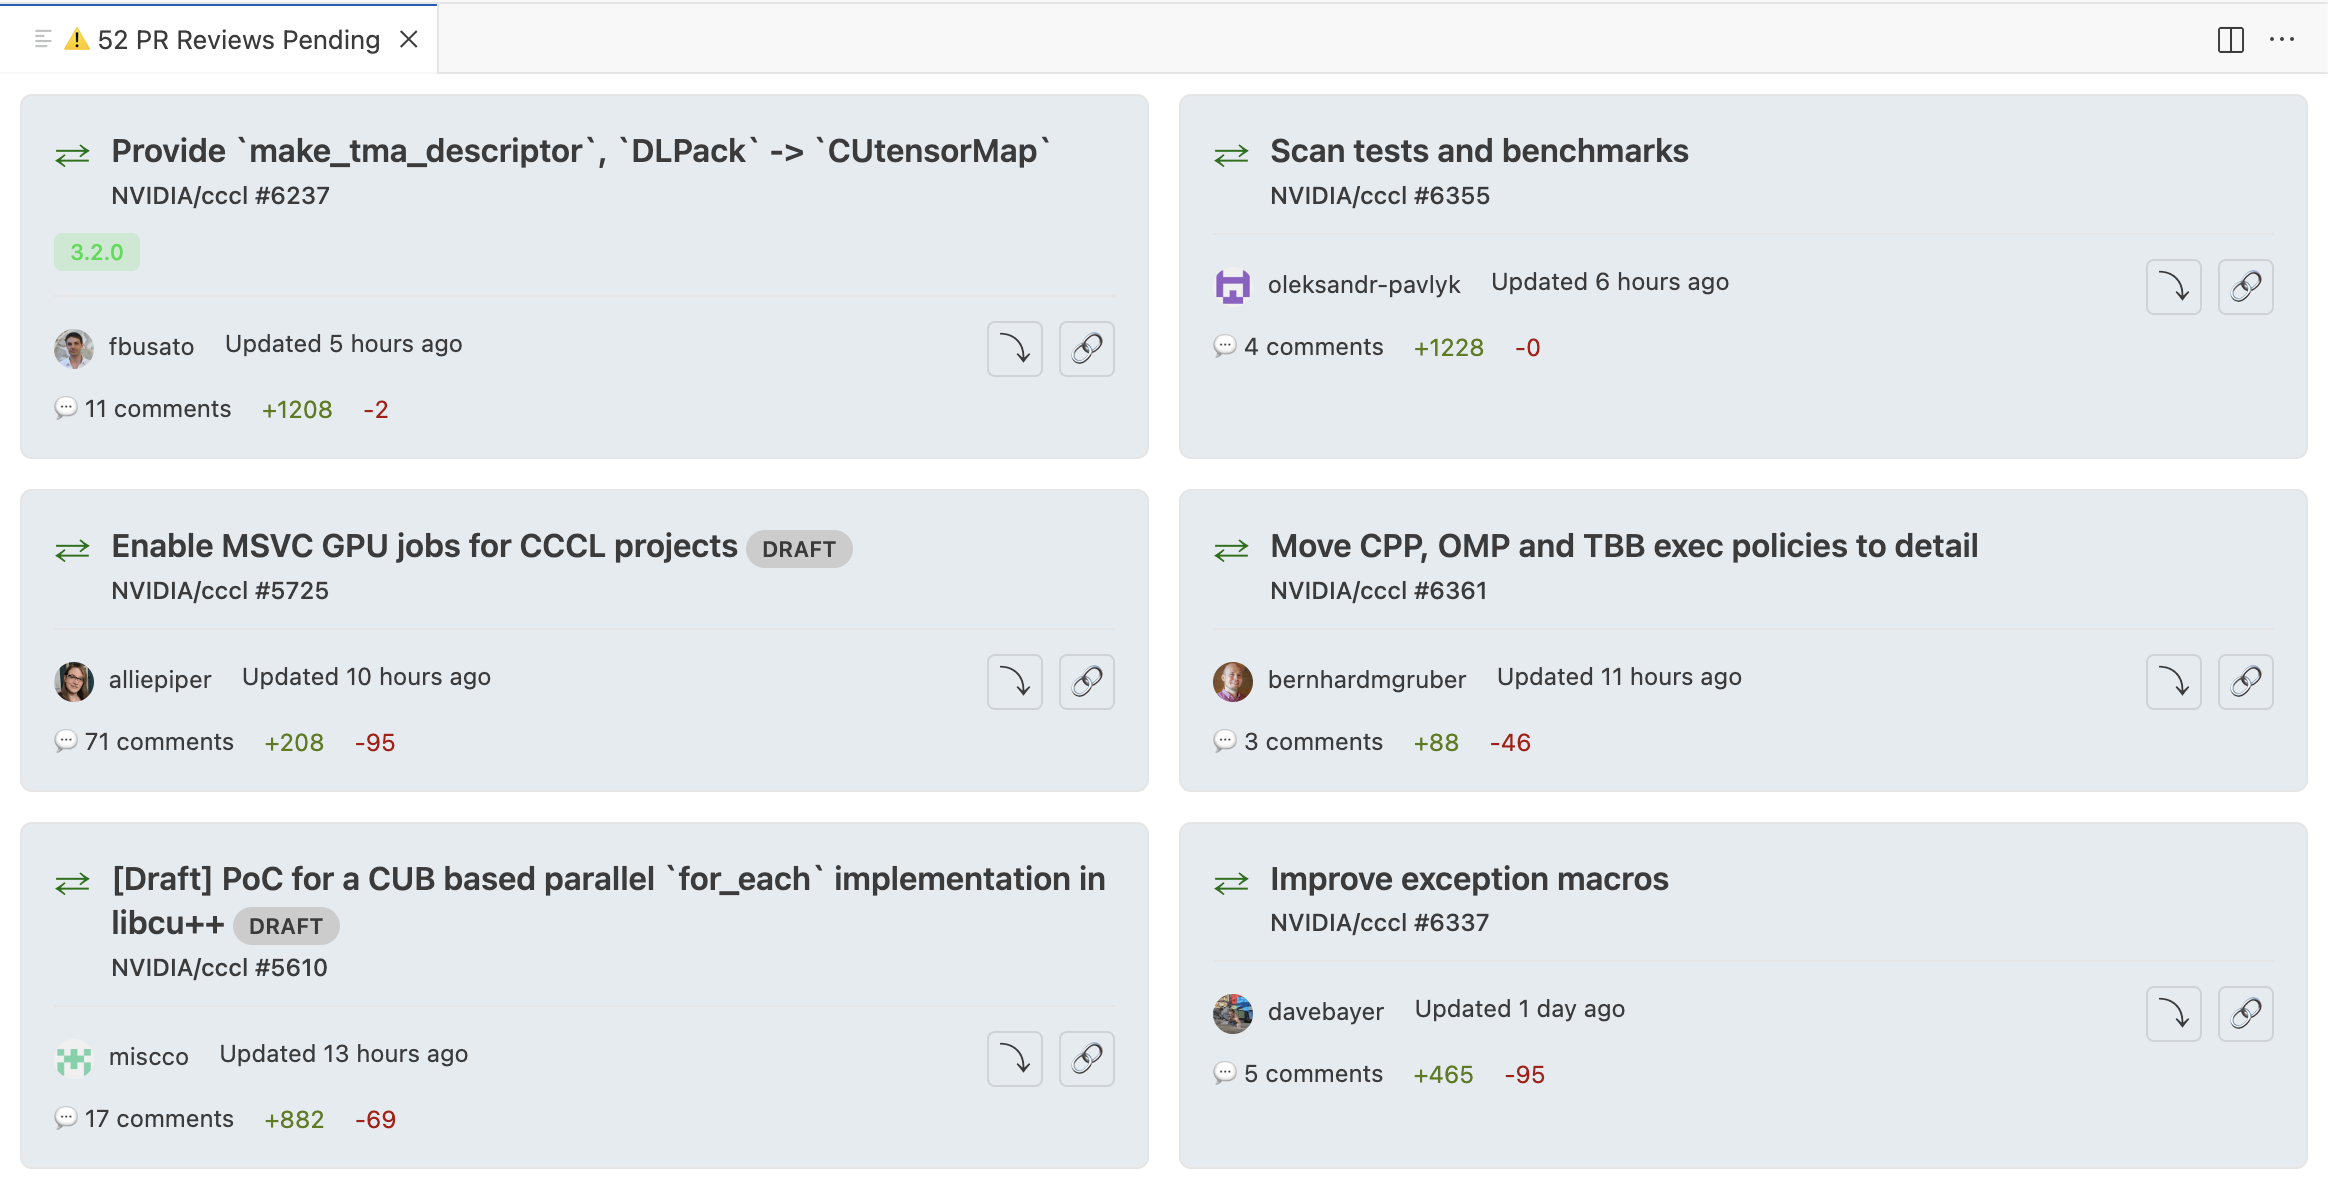 52 PR Reviews Pending
Provide `make_tma_descriptor`, `DLPack` -> `CUtensorMap`
NVIDIA/cccl #6237
3.2.0
fbusato Updated 5 hours ago
11 comments +1208 -2
Scan tests and benchmarks
NVIDIA/cccl #6355
oleksandr-pavlyk Updated 6 hours ago
4 comments +1228 -0
Enable MSVC GPU jobs for CCCL projects DRAFT
NVIDIA/cccl #5725
alliepiper Updated 10 hours ago
71 comments +208 -95
Move CPP, OMP and TBB exec policies to detail
NVIDIA/cccl #6361
bernhardmgruber Updated 11 hours ago
3 comments +88 -46
[Draft] PoC for a CUB based parallel `for_each` implementation in
libcu++ DRAFT
NVIDIA/cccl #5610
miscco Updated 13 hours ago
17 comments +882 -69
Improve exception macros
NVIDIA/cccl #6337
davebayer Updated 1 day ago
5 comments +465 -95